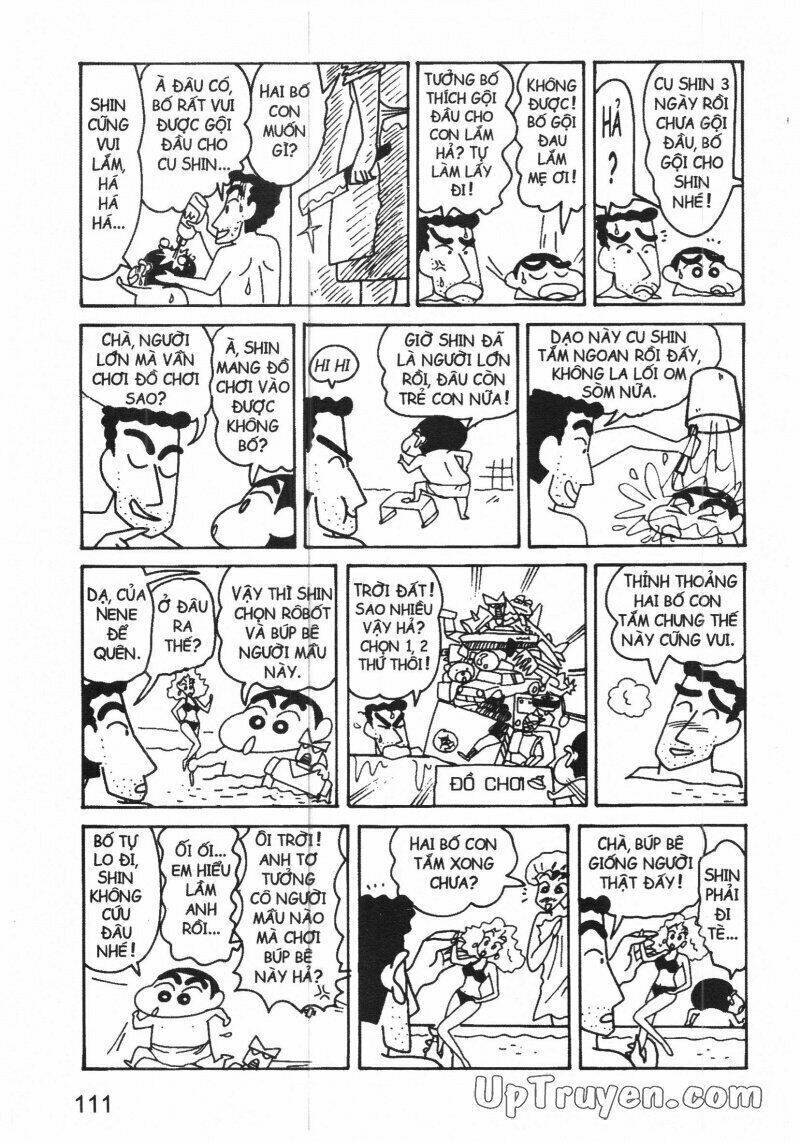 CU SHIN 3
NGÀY RỒI
CHƯA GỘI
ĐẦU, BỐ
GỘI CHO
SHIN
NHÉ!
HẢ
?
KHÔNG
ĐƯỢC!
BỐ GỘI
ĐAU
LẮM
MẸ ƠI!
TƯỞNG BỐ
THÍCH GỘI
ĐẦU CHO
CON LẮM
HẢ? TỰ
LÀM LẤY
ĐI!
HAI BỐ
CON
MUỐN
GÌ?
À ĐÂU CÓ,
BỐ RẤT VUI
ĐƯỢC GỘI
ĐẦU CHO
CU SHIN...
SHIN
CŨNG
VUI
LẮM,
HÁ
HÁ
HÁ...
DẠO NÀY CU SHIN
TẮM NGOAN RỒI ĐẤY,
KHÔNG LA LỐI OM
SÒM NỮA.
GIỜ SHIN ĐÃ
LÀ NGƯỜI LỚN
RỒI, ĐÂU CÒN
TRẺ CON NỮA!
HI HI
À, SHIN
MANG ĐỒ
CHƠI VÀO
ĐƯỢC
KHÔNG
BỐ?
CHÀ, NGƯỜI
LỚN MÀ VẪN
CHƠI ĐỒ CHƠI
SAO?
THỈNH THOẢNG
HAI BỐ CON
TẮM CHUNG THẾ
NÀY CŨNG VUI.
TRỜI ĐẤT!
SAO NHIỀU
VẬY HẢ?
CHỌN 1, 2
THỨ THÔI!
ĐỒ CHƠI
VẬY THÌ SHIN
CHỌN RÔBỐT
VÀ BÚP BÊ
NGƯỜI MẪU
NÀY.
Ở ĐÂU
RA
THẾ?
DẠ, CỦA
NENE
ĐỂ
QUÊN.
SHIN
PHẢI
ĐI
TÈ...
CHÀ, BÚP BÊ
GIỐNG NGƯỜI
THẬT ĐẤY!
HAI BỐ CON
TẮM XONG
CHƯA?
ÔI TRỜI!
ANH TƠ
TƯỞNG
CÔ NGƯỜI
MẪU NÀO
MÀ CHƠI
BÚP BÊ
NÀY HẢ?
ỐI ỐI...
EM HIỂU
LẦM
ANH
RỒI...
BỐ TỰ
LO ĐI,
SHIN
KHÔNG
CỨU
ĐÂU
NHÉ!
111
UpTruyen.com